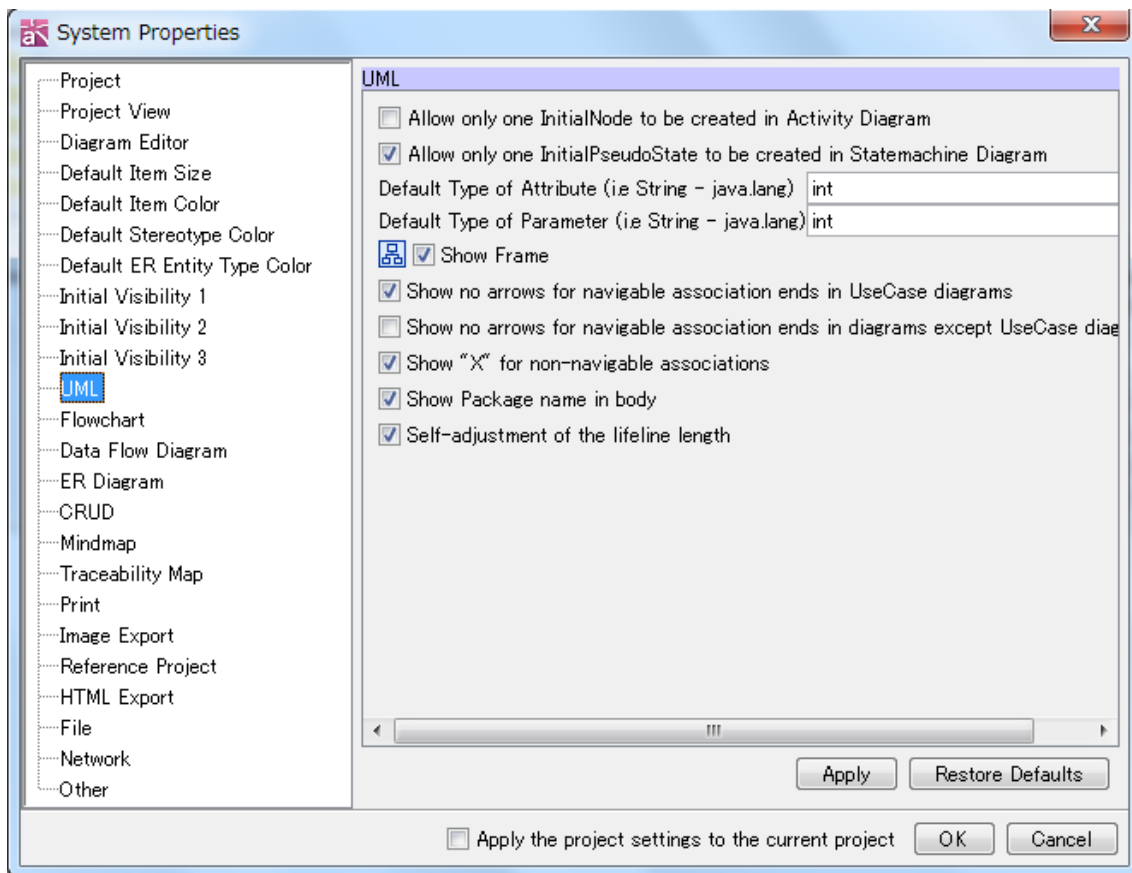 System Properties
Project
Project View
Diagram Editor
Default Item Size
Default Item Color
Default Stereotype Color
Default ER Entity Type Color
Initial Visibility 1
Initial Visibility 2
Initial Visibility 3
UML
Flowchart
Data Flow Diagram
ER Diagram
CRUD
Mindmap
Traceability Map
Print
Image Export
Reference Project
HTML Export
File
Network
Other
UML
Allow only one InitialNode to be created in Activity Diagram
Allow only one InitialPseudoState to be created in Statemachine Diagram
Default Type of Attribute (i.e String - java.lang) int
Default Type of Parameter (i.e String - java.lang) int
Show Frame
Show no arrows for navigable association ends in UseCase diagrams
Show no arrows for navigable association ends in diagrams except UseCase diag
Show "X" for non-navigable associations
Show Package name in body
Self-adjustment of the lifeline length
Apply Restore Defaults
Apply the project settings to the current project OK Cancel